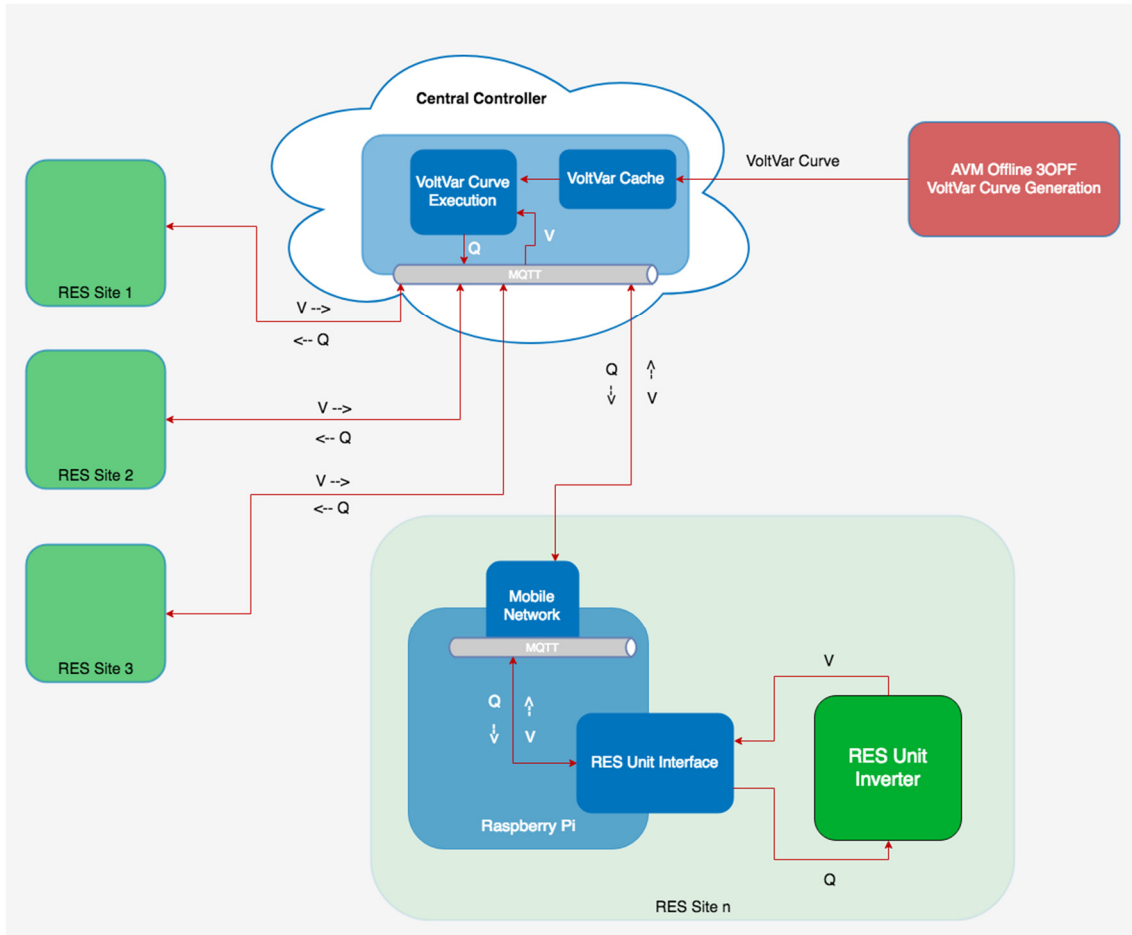 Central Controller
VoltVar Curve
Execution
VoltVar Cache
VoltVar Curve
AVM Offline 3OPF
VoltVar Curve Generation
Q
V
MQTT
RES Site 1
V -->
<-- Q
RES Site 2
V -->
<-- Q
RES Site 3
V -->
<-- Q
Q
-->
-->
V
Mobile
Network
MQTT
Q
-->
-->
V
RES Unit Interface
Raspberry Pi
V
RES Unit
Inverter
Q
RES Site n